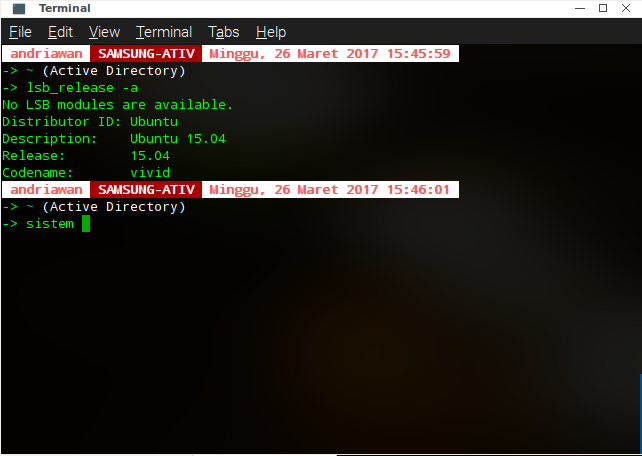 Terminal
File Edit View Terminal Tabs Help
andriawan SAMSUNG-ATIV Minggu, 26 Maret 2017 15:45:59
-> ~ (Active Directory)
-> lsb_release -a
No LSB modules are available.
Distributor ID: Ubuntu
Description:    Ubuntu 15.04
Release:        15.04
Codename:       vivid
andriawan SAMSUNG-ATIV Minggu, 26 Maret 2017 15:46:01
-> ~ (Active Directory)
-> sistem